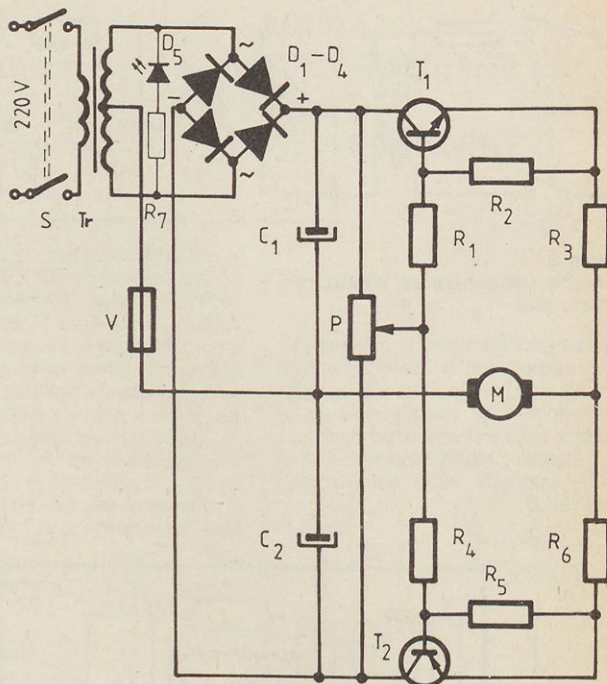 220 V
S
Tr
D5
R7
~
−
+
~
D1−D4
V
C1
C2
P
T1
R2
R1
R3
M
R4
R5
R6
T2